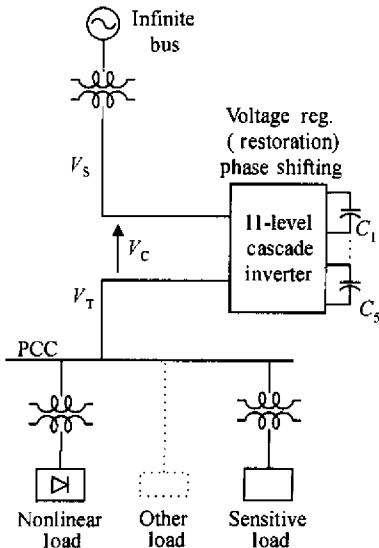 Infinite
bus
Voltage reg.
( restoration)
phase shifting
V_S
11-level
cascade
inverter
C_1
V_C
V_T
C_5
PCC
Nonlinear
load
Other
load
Sensitive
load